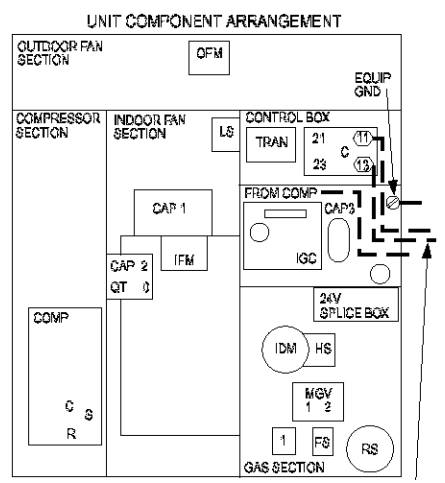 UNIT COMPONENT ARRANGEMENT
OUTDOOR FAN
SECTION
OFM
EQUIP
GND
COMPRESSOR
SECTION
INDOOR FAN
SECTION
LS
CONTROL BOX
TRAN
21
11
C
23
13
FROM COMP
CAP3
IGC
CAP 1
IFM
CAP 2
QT 0
24V
SPLICE BOX
COMP
C
S
R
IDM
HS
MGV
1 2
1
FS
RS
GAS SECTION